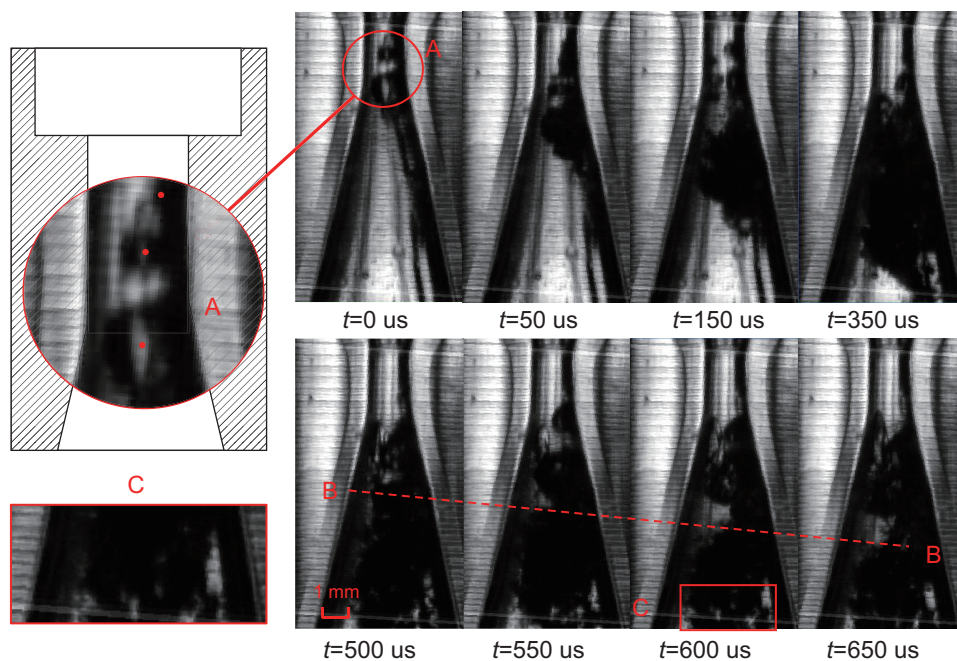 A
A
t=0 us
t=50 us
t=150 us
t=350 us
C
B
B
1 mm
C
t=500 us
t=550 us
t=600 us
t=650 us